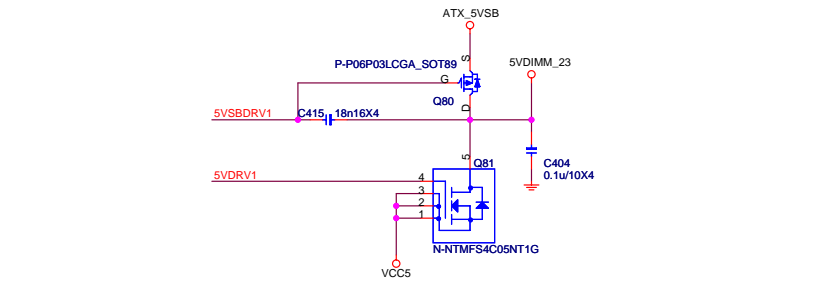 ATX_5VSB
P-P06P03LCGA_SOT89
S
5VDIMM_23
G
Q80
D
5VSBDRV1
C415
18n16X4
5
Q81
C404
0.1u/10X4
5VDRV1
4
3
2
1
N-NTMFS4C05NT1G
VCC5